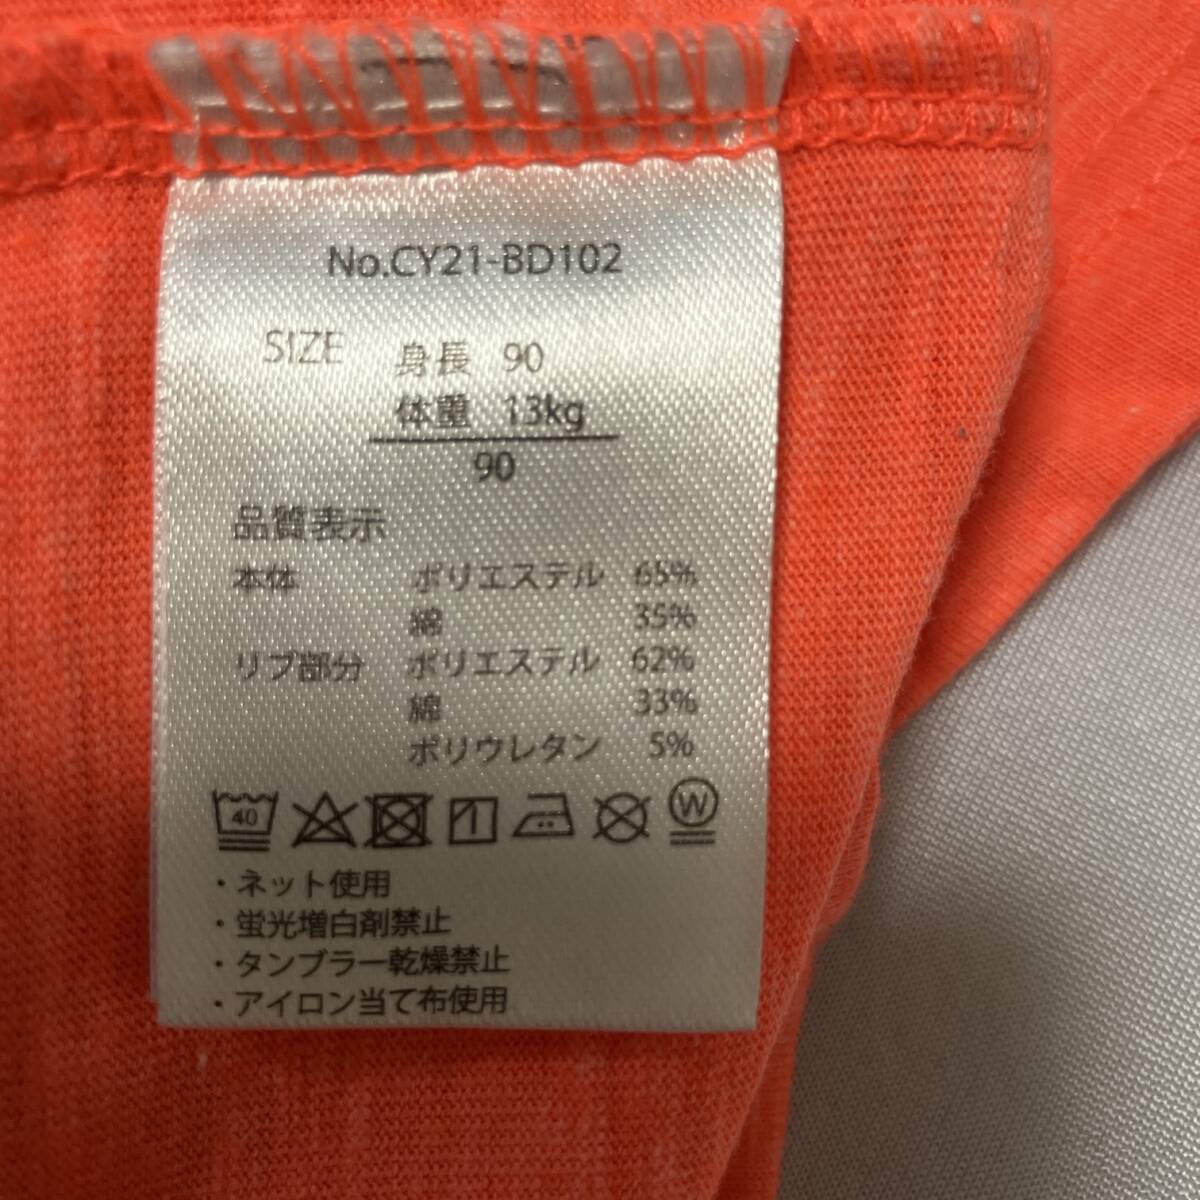 No.CY21-BD102
SIZE 身長 90
体重 13kg
90
品質表示
本体 ポリエステル 65%
綿 35%
リブ部分 ポリエステル 62%
綿 33%
ポリウレタン 5%
40 W
・ネット使用
・蛍光増白剤禁止
・タンブラー乾燥禁止
・アイロン当て布使用